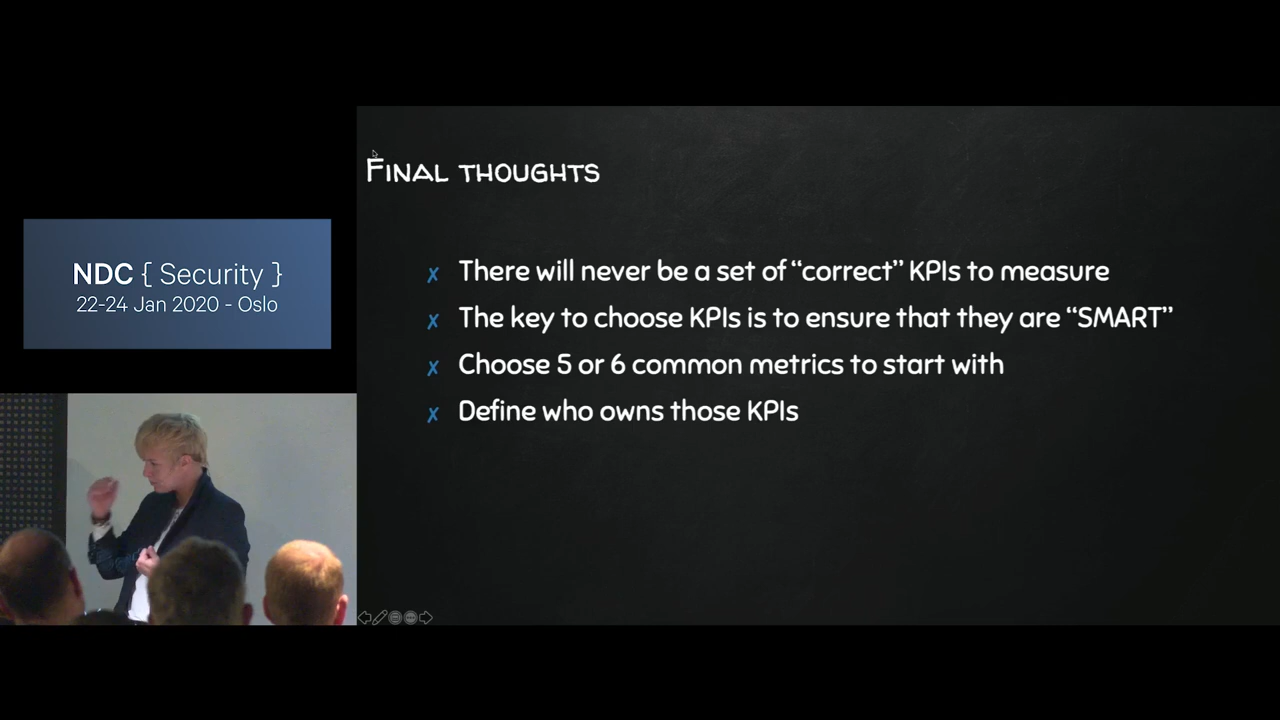 NDC { Security }
22-24 Jan 2020 - Oslo
Final thoughts
x There will never be a set of “correct” KPIs to measure
x The key to choose KPIs is to ensure that they are “SMART”
x Choose 5 or 6 common metrics to start with
x Define who owns those KPIs